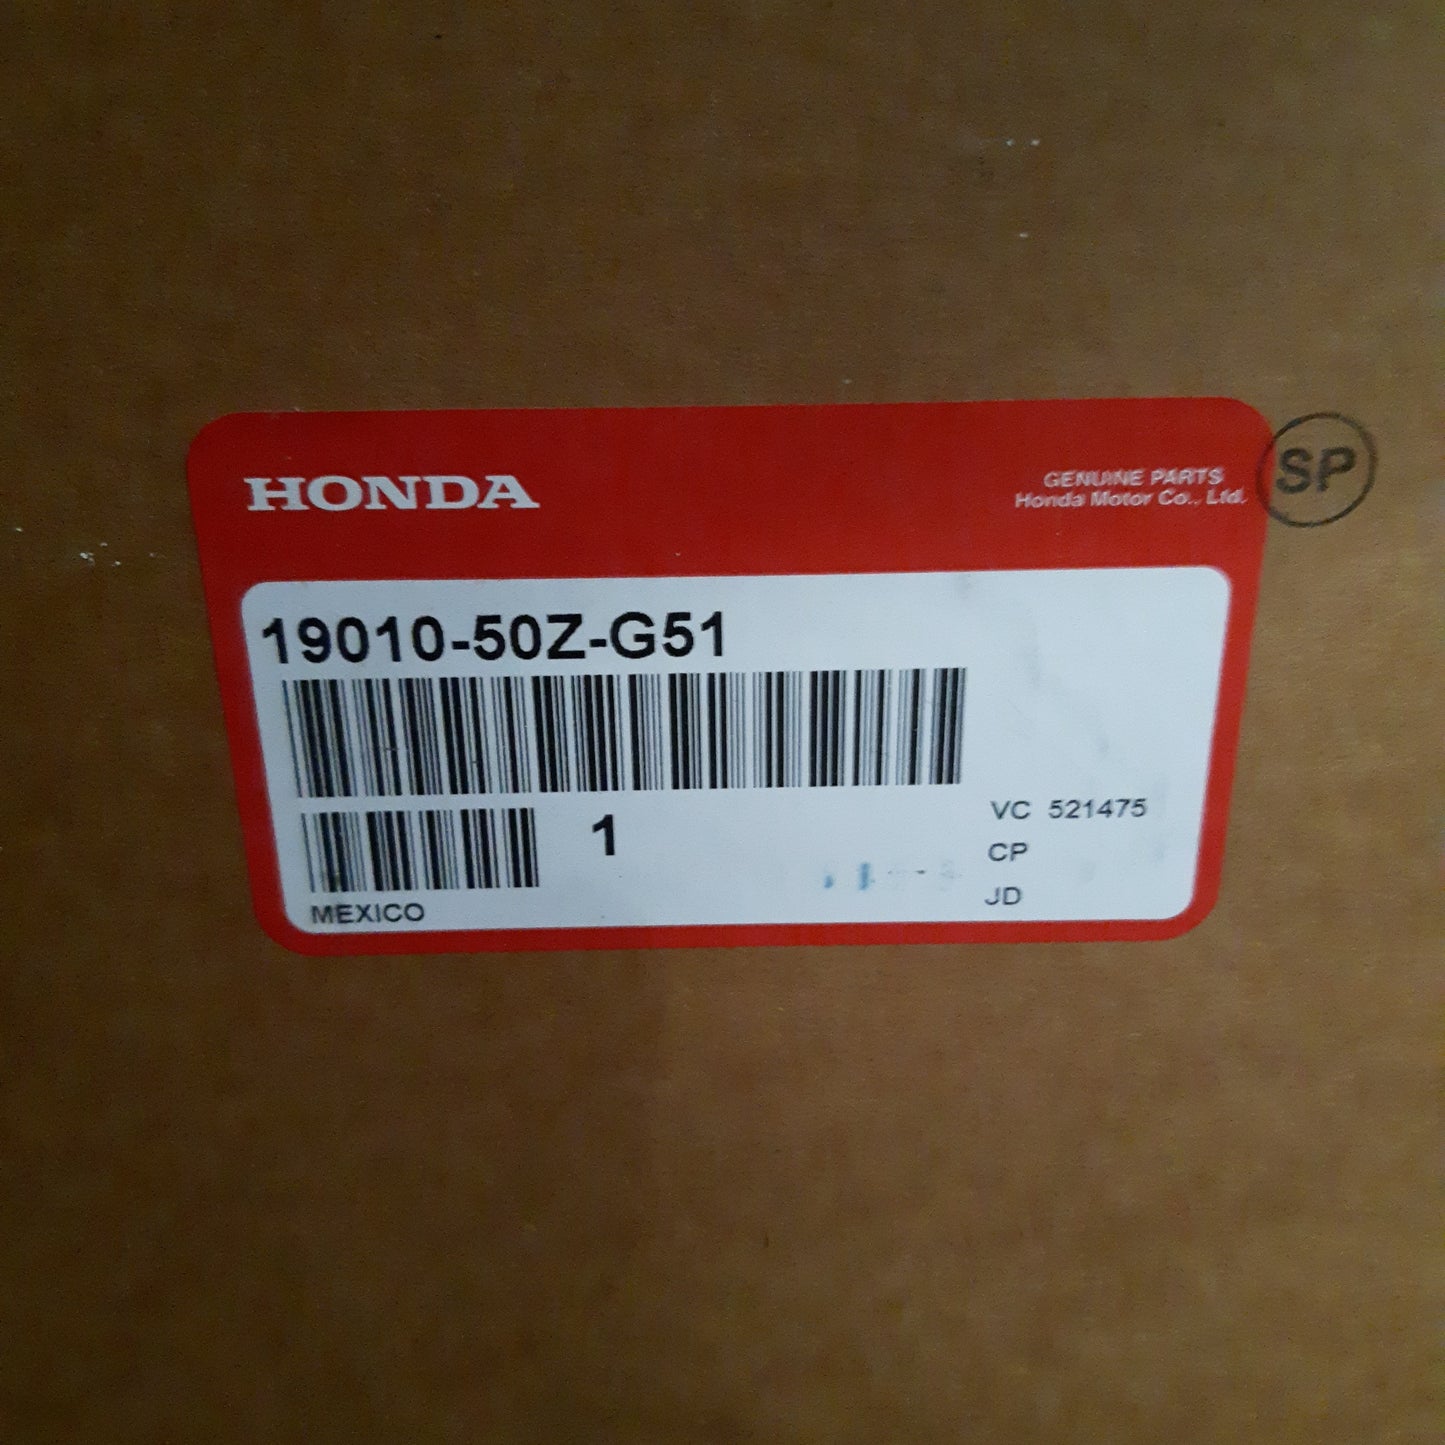 HONDA
GENUINE PARTS
Honda Motor Co., Ltd.
SP
19010-50Z-G51
1
VC 521475
CP
JD
MEXICO